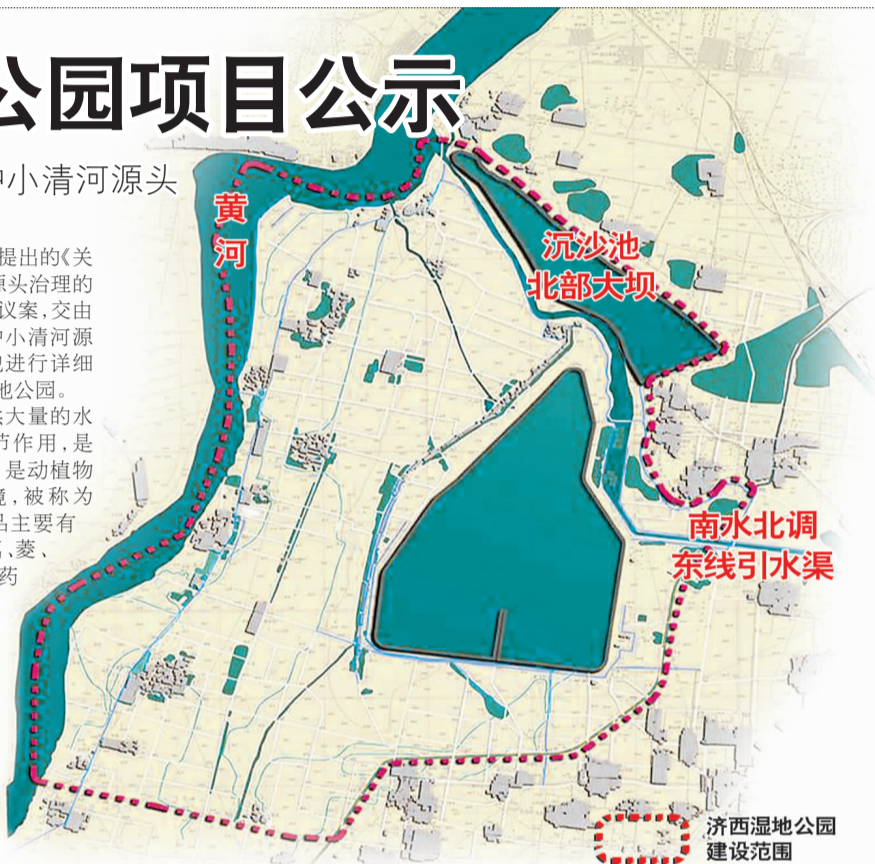 公园项目公示
小清河源头
提出的《关
源头治理的
议案,交由
中小清河源
也进行详细
地公园。
大量的水
节作用,是
是动植物
境,被称为
品主要有
、菱、
药
黄河
沉沙池
北部大坝
南水北调
东线引水渠
济西湿地公园
建设范围